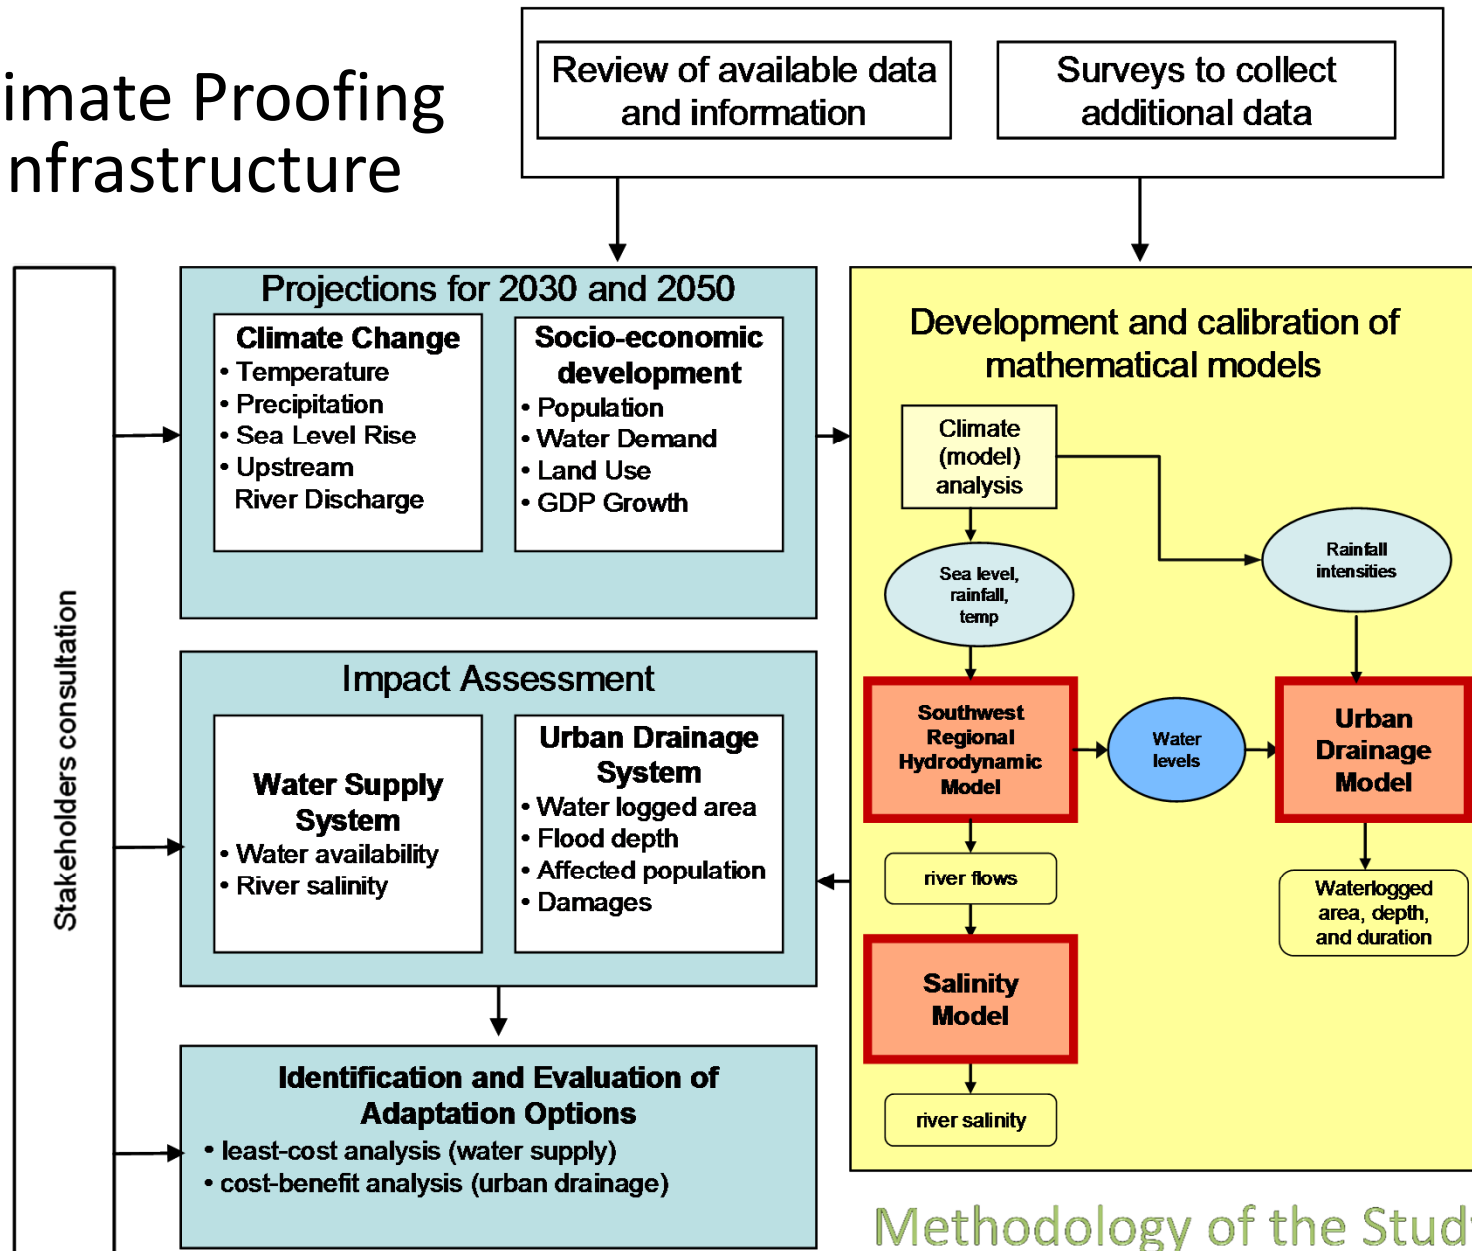 imate Proofing
nfrastructure
Review of available data
and information
Surveys to collect
additional data
Stakeholders consultation
Projections for 2030 and 2050
Climate Change
• Temperature
• Precipitation
• Sea Level Rise
• Upstream
River Discharge
Socio-economic
development
• Population
• Water Demand
• Land Use
• GDP Growth
Impact Assessment
Water Supply
System
• Water availability
• River salinity
Urban Drainage
System
• Water logged area
• Flood depth
• Affected population
• Damages
Identification and Evaluation of
Adaptation Options
• least-cost analysis (water supply)
• cost-benefit analysis (urban drainage)
Development and calibration of
mathematical models
Climate
(model)
analysis
Sea level,
rainfall,
temp
Rainfall
intensities
Southwest
Regional
Hydrodynamic
Model
Water
levels
Urban
Drainage
Model
river flows
Waterlogged
area, depth,
and duration
Salinity
Model
river salinity
Methodology of the Study